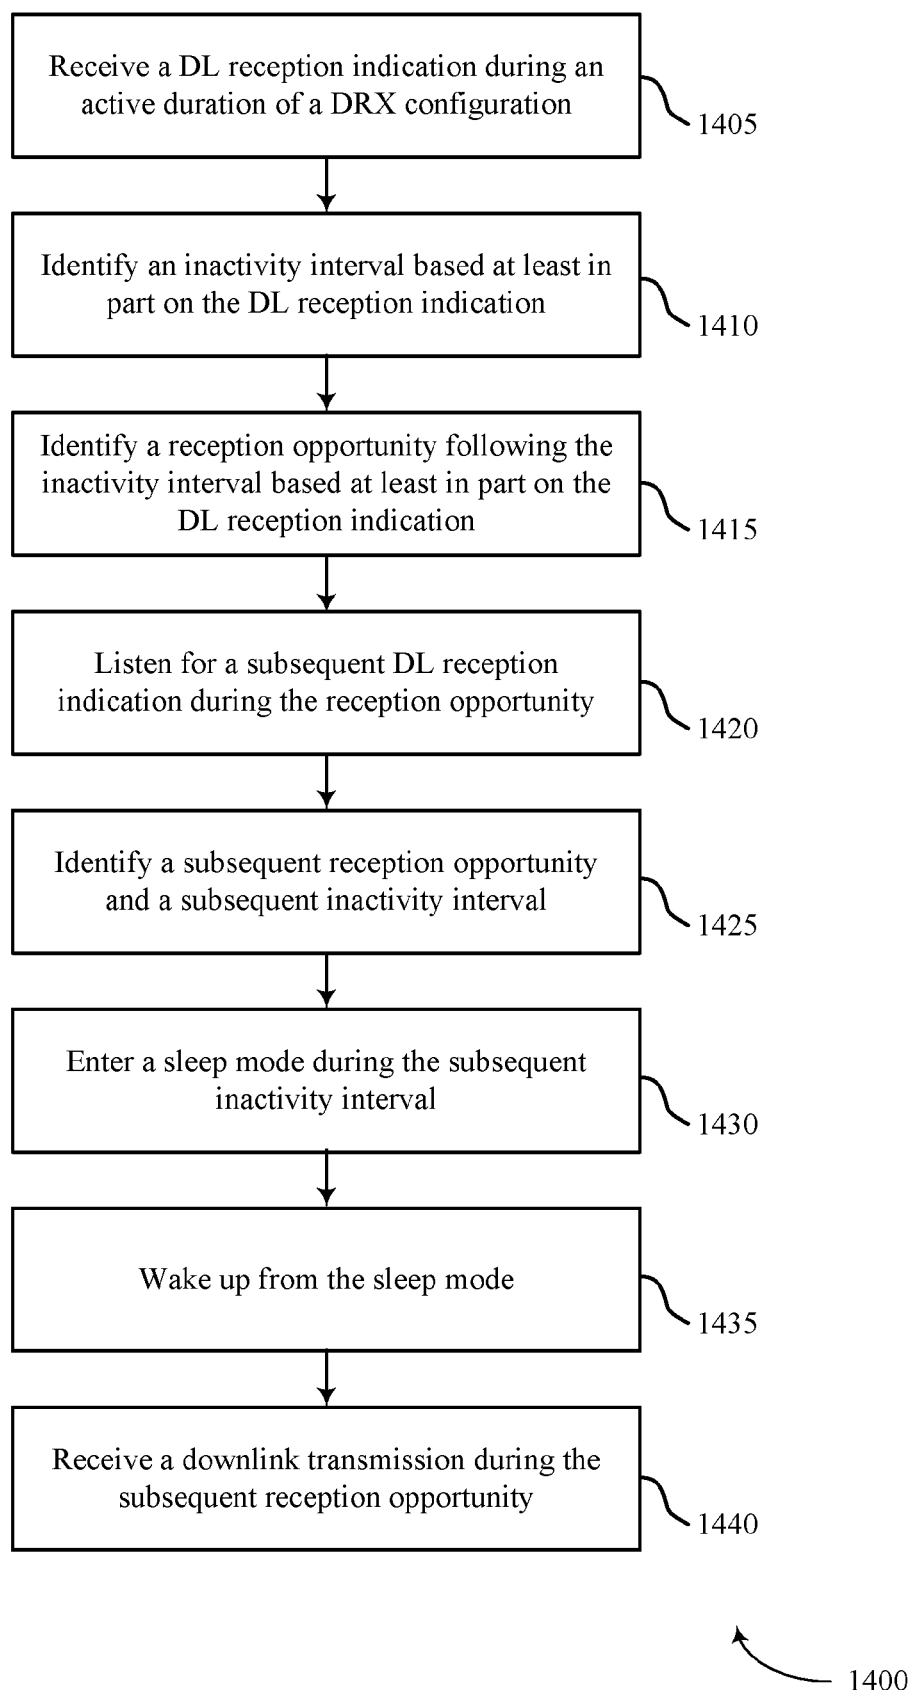 Receive a DL reception indication during an
active duration of a DRX configuration
1405
Identify an inactivity interval based at least in
part on the DL reception indication
1410
Identify a reception opportunity following the
inactivity interval based at least in part on the
DL reception indication
1415
Listen for a subsequent DL reception
indication during the reception opportunity
1420
Identify a subsequent reception opportunity
and a subsequent inactivity interval
1425
Enter a sleep mode during the subsequent
inactivity interval
1430
Wake up from the sleep mode
1435
Receive a downlink transmission during the
subsequent reception opportunity
1440
1400